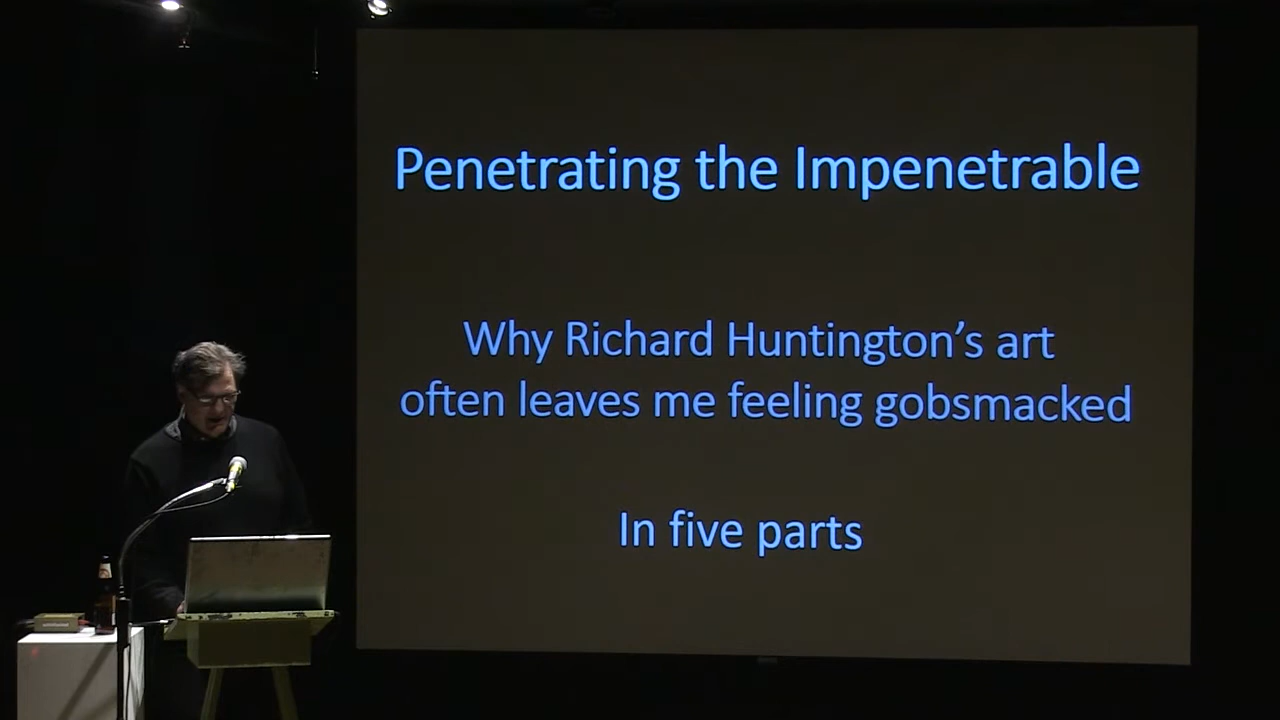 Penetrating the Impenetrable
Why Richard Huntington’s art
often leaves me feeling gobsmacked
In five parts